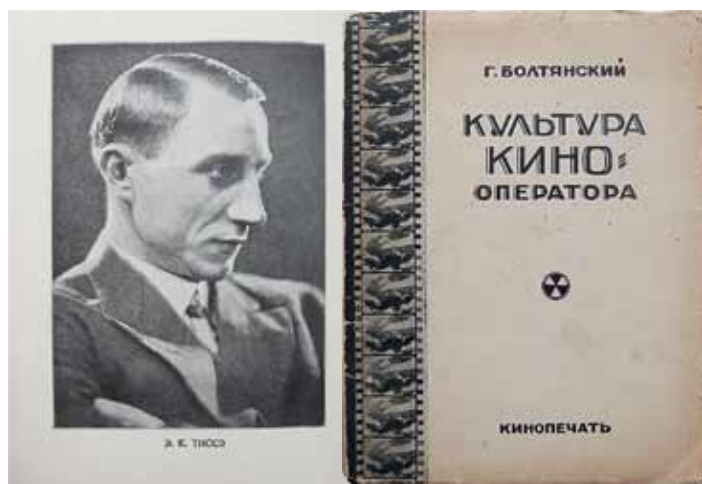 Э. К. ТИССЭ
Г. БОЛТЯНСКИЙ
КУЛЬТУРА
КИНО-
ОПЕРАТОРА
КИНОПЕЧАТЬ